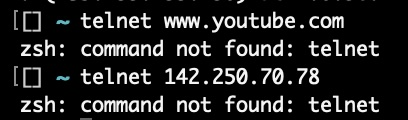 [[] ~ telnet www.youtube.com
zsh: command not found: telnet
[[] ~ telnet 142.250.70.78
zsh: command not found: telnet